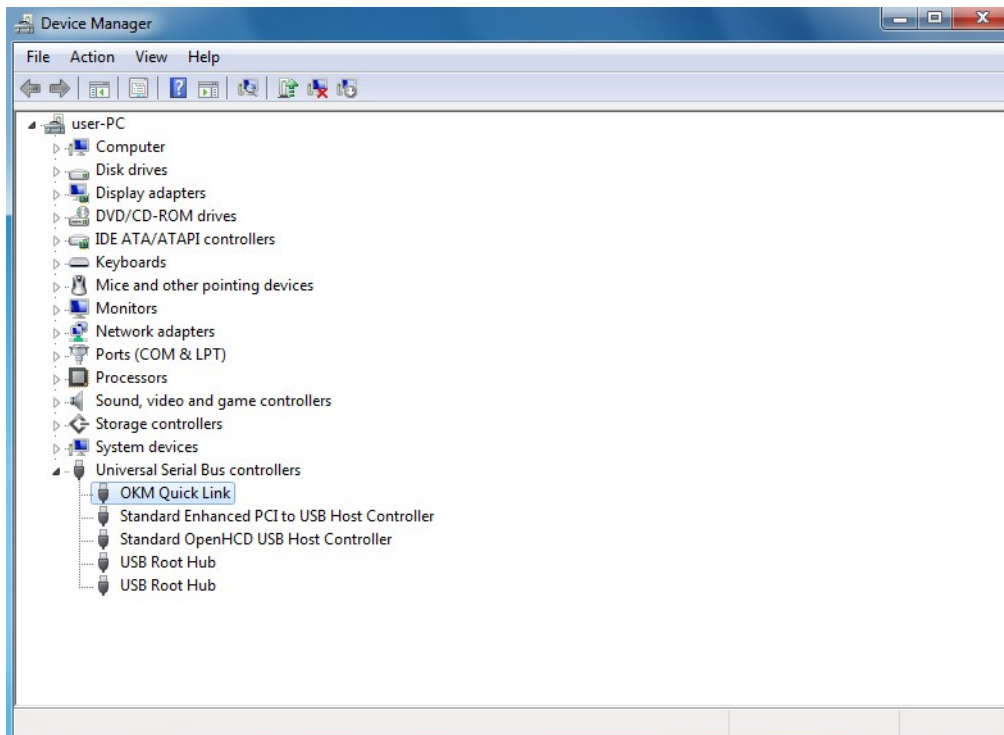 Device Manager
File Action View Help
user-PC
Computer
Disk drives
Display adapters
DVD/CD-ROM drives
IDE ATA/ATAPI controllers
Keyboards
Mice and other pointing devices
Monitors
Network adapters
Ports (COM & LPT)
Processors
Sound, video and game controllers
Storage controllers
System devices
Universal Serial Bus controllers
OKM Quick Link
Standard Enhanced PCI to USB Host Controller
Standard OpenHCD USB Host Controller
USB Root Hub
USB Root Hub